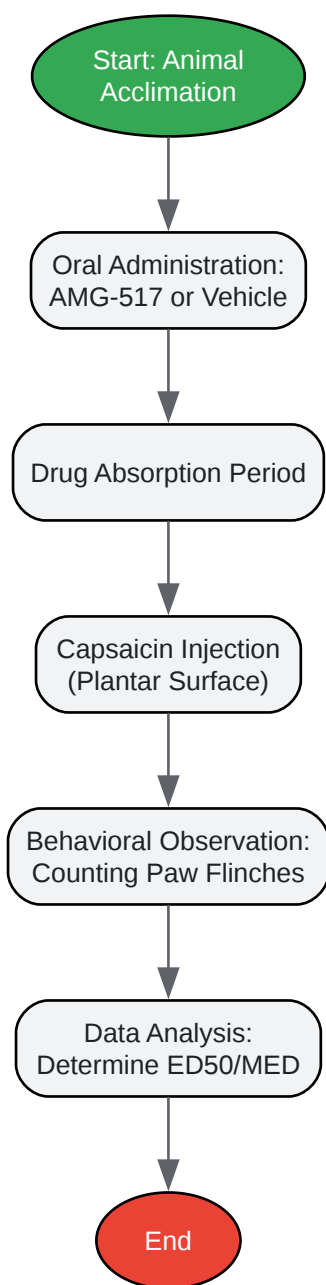 Start: Animal
Acclimation
Oral Administration:
AMG-517 or Vehicle
Drug Absorption Period
Capsaicin Injection
(Plantar Surface)
Behavioral Observation:
Counting Paw Flinches
Data Analysis:
Determine ED50/MED
End